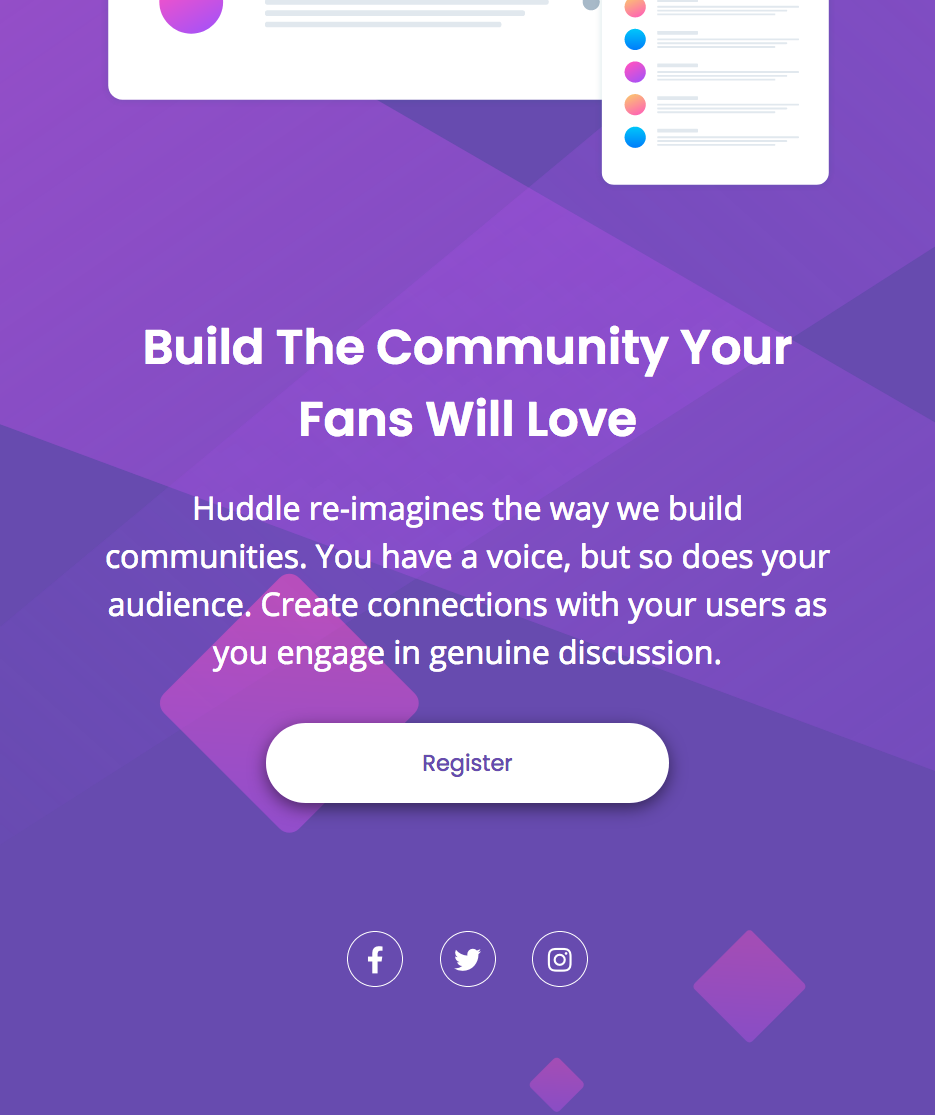 Build The Community Your
Fans Will Love
Huddle re-imagines the way we build
communities. You have a voice, but so does your
audience. Create connections with your users as
you engage in genuine discussion.
Register